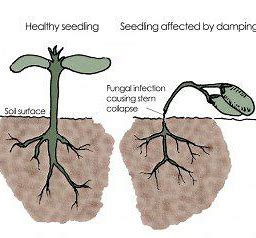 Healthy seedling
Seedling affected by damping
Fungal infection
causing stem
collapse
Soil surface